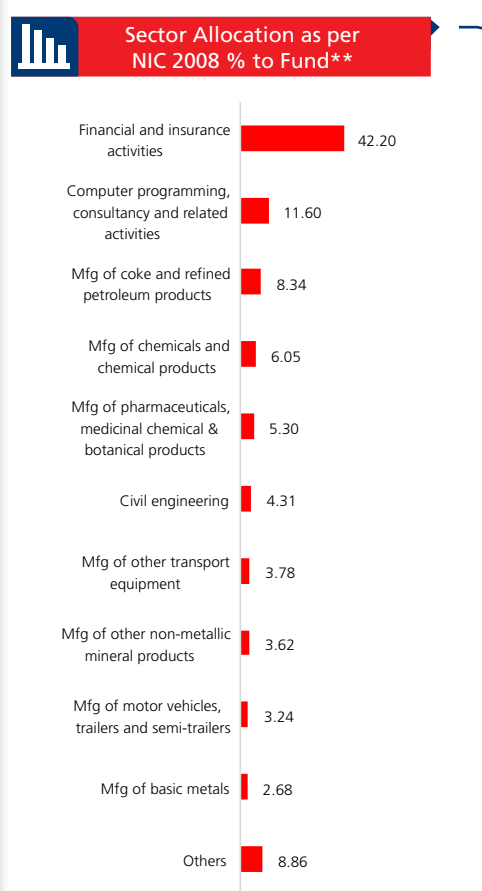 Sector Allocation as per
NIC 2008 % to Fund**
Financial and insurance
activities
42.20
Computer programming,
consultancy and related
activities
11.60
Mfg of coke and refined
petroleum products
8.34
Mfg of chemicals and
chemical products
6.05
Mfg of pharmaceuticals,
medicinal chemical &
botanical products
5.30
Civil engineering
4.31
Mfg of other transport
equipment
3.78
Mfg of other non-metallic
mineral products
3.62
Mfg of motor vehicles,
trailers and semi-trailers
3.24
Mfg of basic metals
2.68
Others
8.86